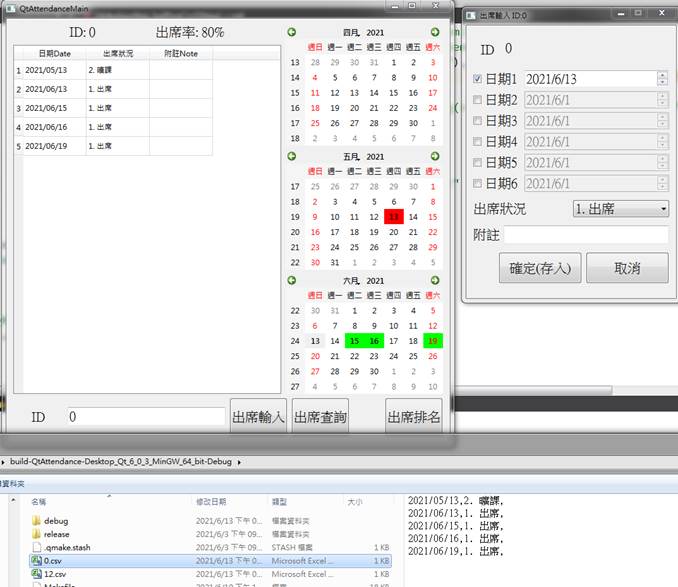 QtAttendanceMain
ID: 0 出席率: 80%
日期Date 出席狀況 附註Note
1 2021/05/13 2. 曠課
2 2021/06/13 1. 出席
3 2021/06/15 1. 出席
4 2021/06/16 1. 出席
5 2021/06/19 1. 出席
四月, 2021
週日 週一 週二 週三 週四 週五 週六
13 28 29 30 31 1 2 3
14 4 5 6 7 8 9 10
15 11 12 13 14 15 16 17
16 18 19 20 21 22 23 24
17 25 26 27 28 29 30 1
18 2 3 4 5 6 7 8
五月, 2021
週日 週一 週二 週三 週四 週五 週六
17 25 26 27 28 29 30 1
18 2 3 4 5 6 7 8
19 9 10 11 12 13 14 15
20 16 17 18 19 20 21 22
21 23 24 25 26 27 28 29
22 30 31 1 2 3 4 5
六月, 2021
週日 週一 週二 週三 週四 週五 週六
22 30 31 1 2 3 4 5
23 6 7 8 9 10 11 12
24 13 14 15 16 17 18 19
25 20 21 22 23 24 25 26
26 27 28 29 30 1 2 3
27 4 5 6 7 8 9 10
ID 0 出席輸入 出席查詢 出席排名
出席輸入 ID:0
ID 0
日期1 2021/6/13
日期2 2021/6/1
日期3 2021/6/1
日期4 2021/6/1
日期5 2021/6/1
日期6 2021/6/1
出席狀況 1. 出席
附註
確定(存入) 取消
build-QtAttendance-Desktop_Qt_6_0_3_MinGW_64_bit-Debug
資料夾
名稱 修改日期 類型 大小
debug 2021/6/13 下午 0... 檔案資料夾
release 2021/6/3 下午 09... 檔案資料夾
.qmake.stash 2021/6/3 下午 09... STASH 檔案 1 KB
0.csv 2021/6/13 下午 0... Microsoft Excel ... 1 KB
12.csv 2021/6/13 下午 0... Microsoft Excel ... 1 KB
2021/05/13,2. 曠課,
2021/06/13,1. 出席,
2021/06/15,1. 出席,
2021/06/16,1. 出席,
2021/06/19,1. 出席,